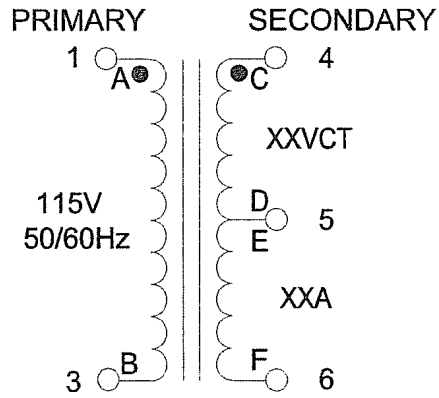 PRIMARY SECONDARY
1 4
A C
XXVCT
115V
50/60Hz
D 5
E
XXA
B F
3 6